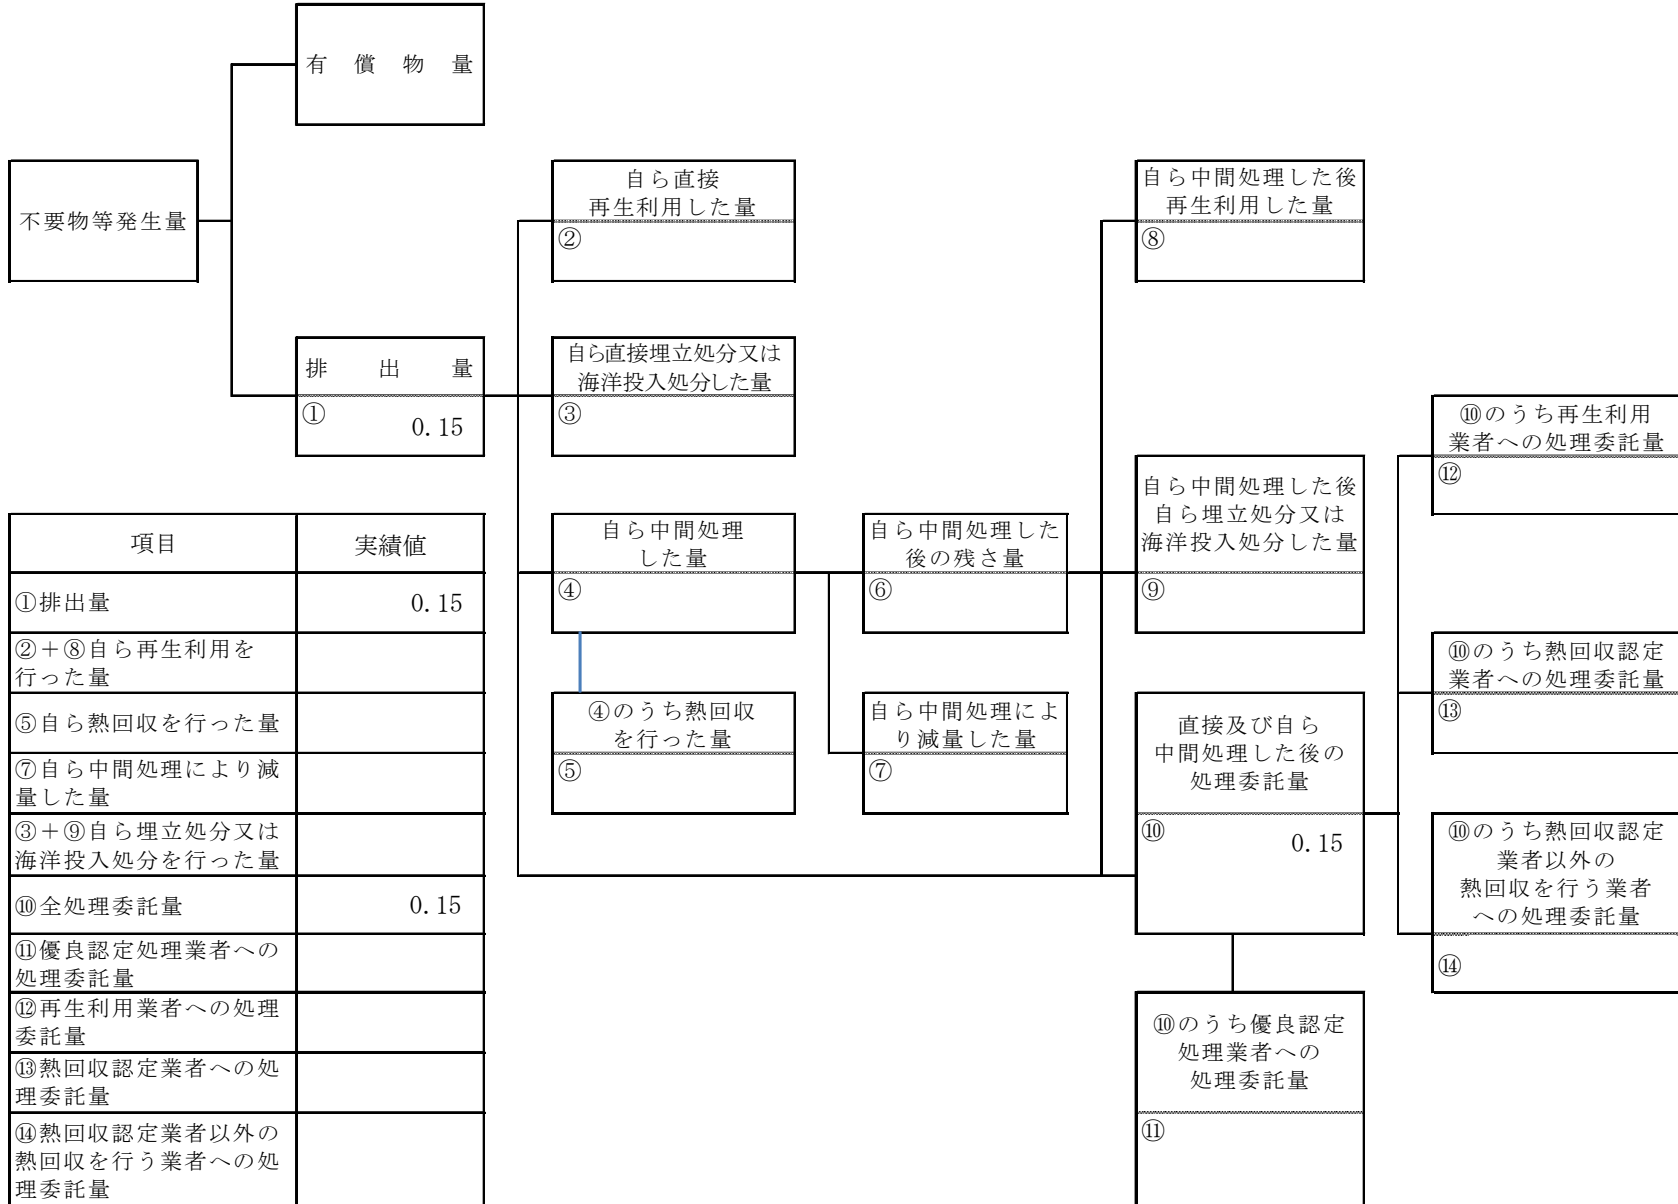 有償物量
不要物等発生量
排出量
①
0.15
自ら直接
再生利用した量
②
自ら直接埋立処分又は
海洋投入処分した量
③
自ら中間処理
した量
④
④のうち熱回収
を行った量
⑤
自ら中間処理した
後の残さ量
⑥
自ら中間処理によ
り減量した量
⑦
自ら中間処理した後
再生利用した量
⑧
自ら中間処理した後
自ら埋立処分又は
海洋投入処分した量
⑨
直接及び自ら
中間処理した後の
処理委託量
⑩
0.15
⑩のうち優良認定
処理業者への
処理委託量
⑪
⑩のうち再生利用
業者への処理委託量
⑫
⑩のうち熱回収認定
業者への処理委託量
⑬
⑩のうち熱回収認定
業者以外の
熱回収を行う業者
への処理委託量
⑭
項目 実績値
①排出量 0.15
②＋⑧自ら再生利用を
行った量
⑤自ら熱回収を行った量
⑦自ら中間処理により減
量した量
③＋⑨自ら埋立処分又は
海洋投入処分を行った量
⑩全処理委託量 0.15
⑪優良認定処理業者への
処理委託量
⑫再生利用業者への処理
委託量
⑬熱回収認定業者への処
理委託量
⑭熱回収認定業者以外の
熱回収を行う業者への処
理委託量